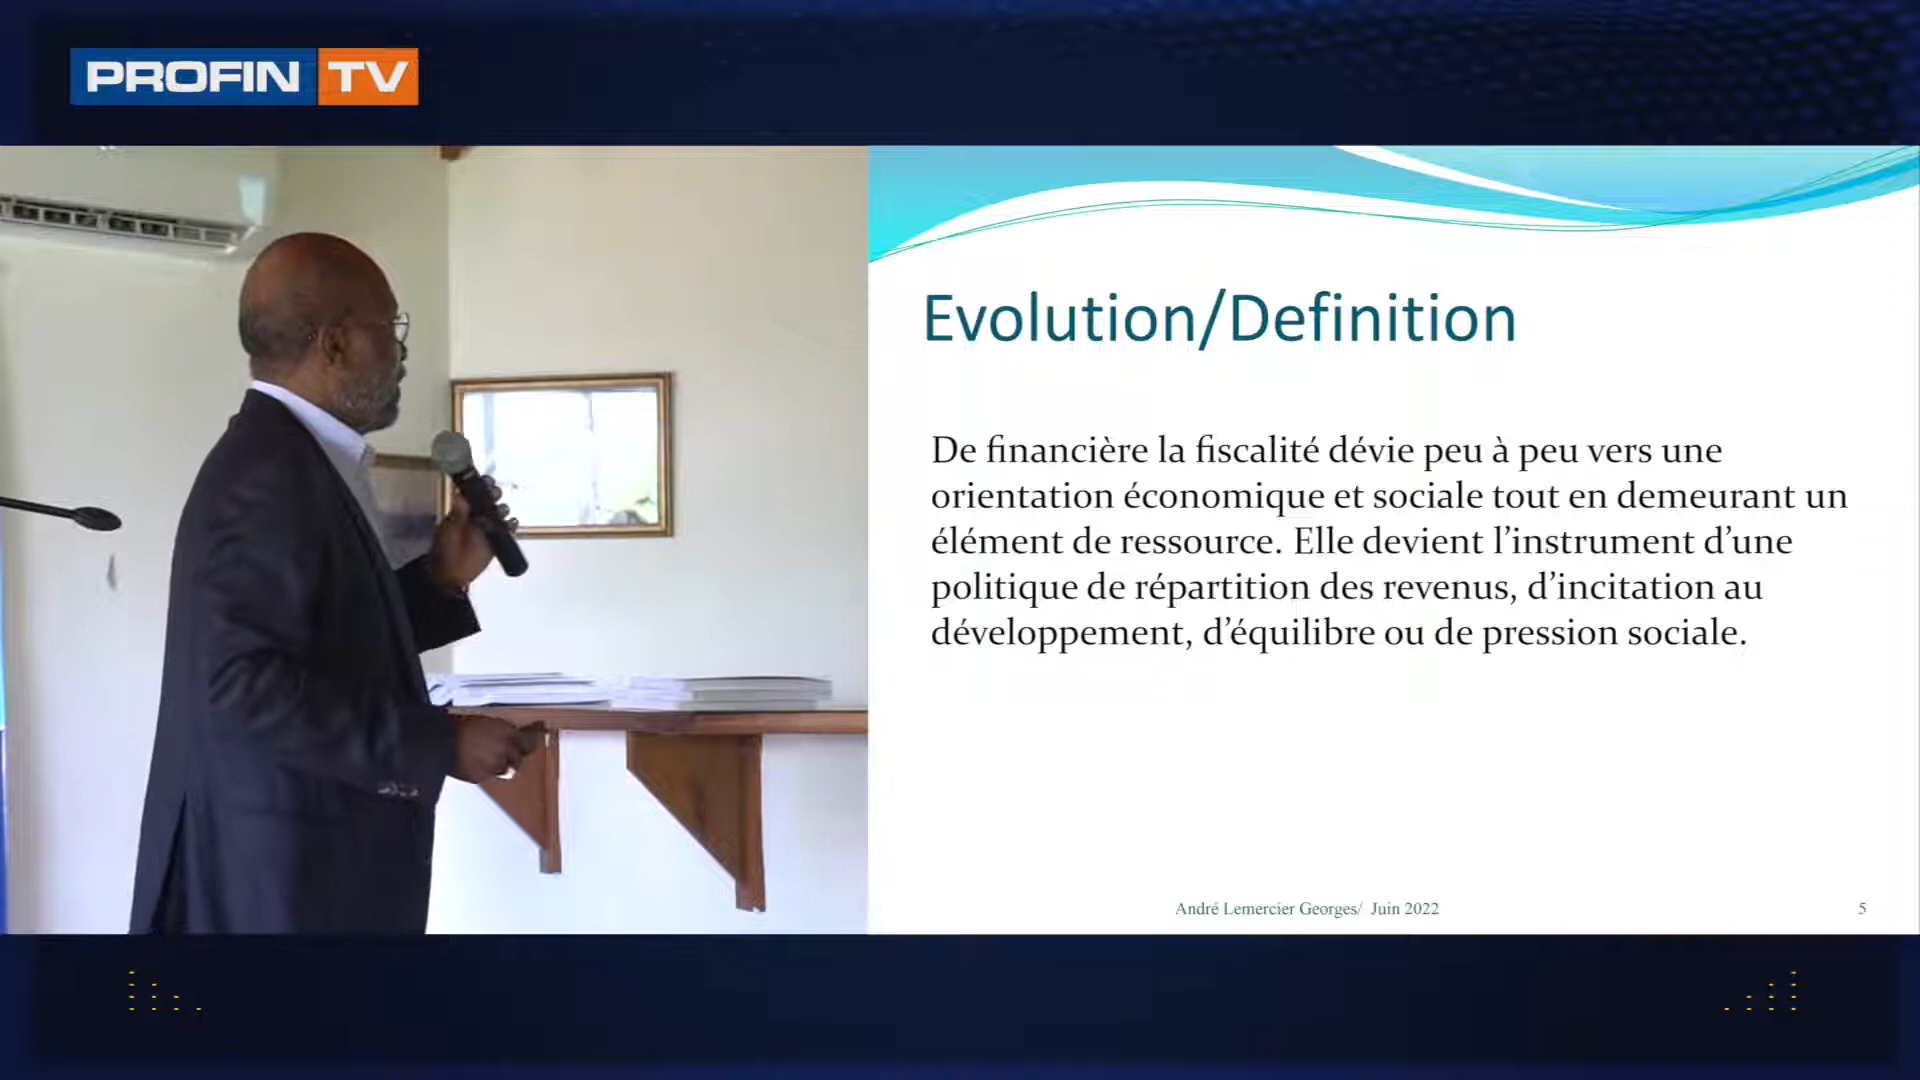 PROFIN TV
Evolution/Definition
De financière la fiscalité dévie peu à peu vers une
orientation économique et sociale tout en demeurant un
élément de ressource. Elle devient l’instrument d’une
politique de répartition des revenus, d’incitation au
développement, d’équilibre ou de pression sociale.
André Lemercier Georges/ Juin 2022
5